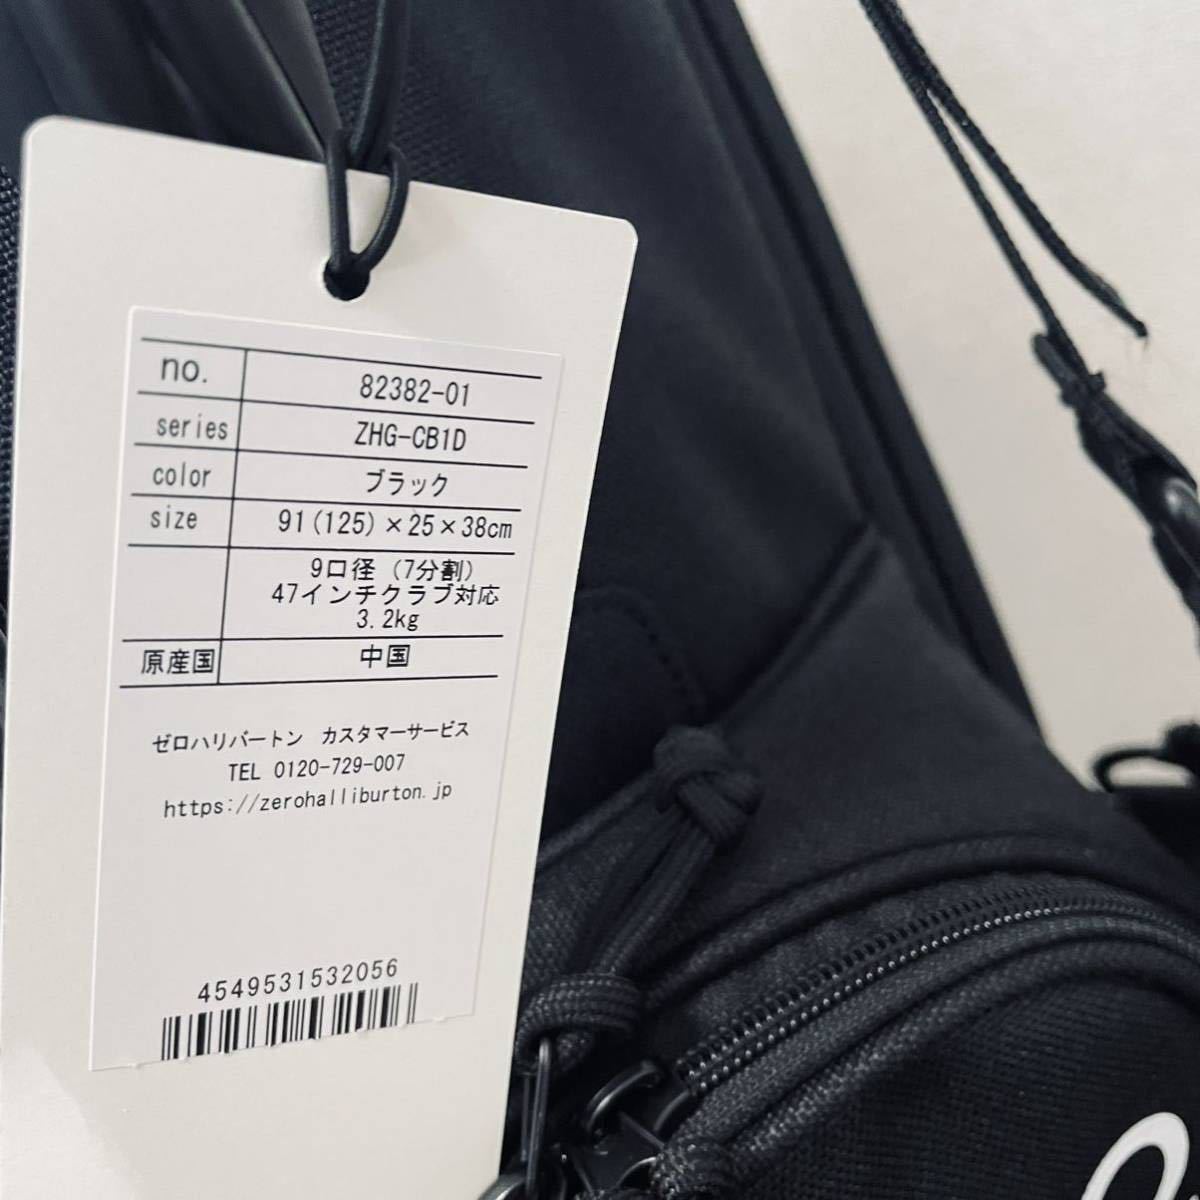 no. 82382-01
series ZHG-CB1D
color ブラック
size 91(125)×25×38cm
9口径 (7分割)
47インチクラブ対応
3.2kg
原産国 中国
ゼロハリバートン カスタマーサービス
TEL 0120-729-007
https://zerohalliburton.jp
4549531532056